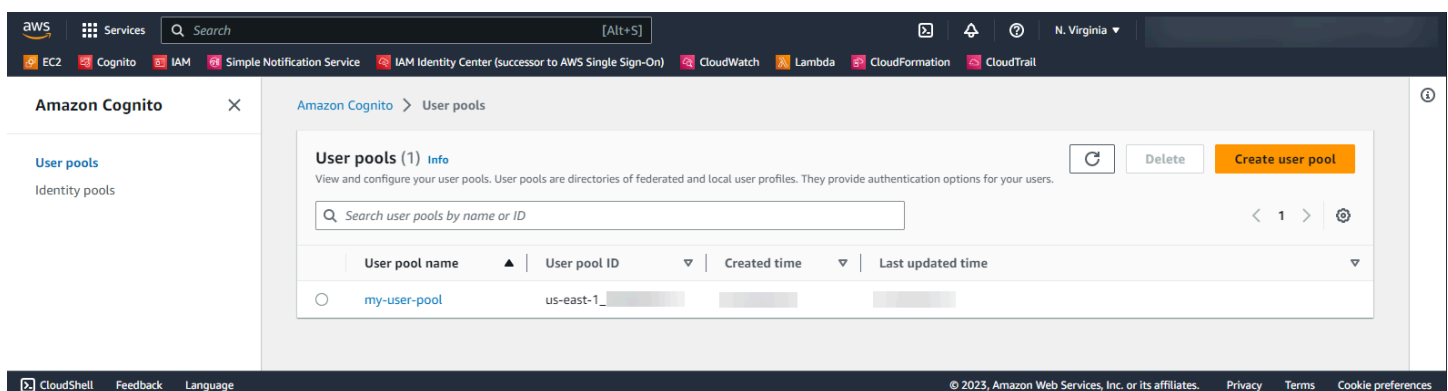 aws Services Search [Alt+S] N. Virginia
EC2 Cognito IAM Simple Notification Service IAM Identity Center (successor to AWS Single Sign-On) CloudWatch Lambda CloudFormation CloudTrail
Amazon Cognito
User pools
Identity pools
Amazon Cognito > User pools
User pools (1) Info
Delete
Create user pool
View and configure your user pools. User pools are directories of federated and local user profiles. They provide authentication options for your users.
Search user pools by name or ID
1
User pool name User pool ID Created time Last updated time
my-user-pool us-east-1_
CloudShell Feedback Language © 2023, Amazon Web Services, Inc. or its affiliates. Privacy Terms Cookie preferences